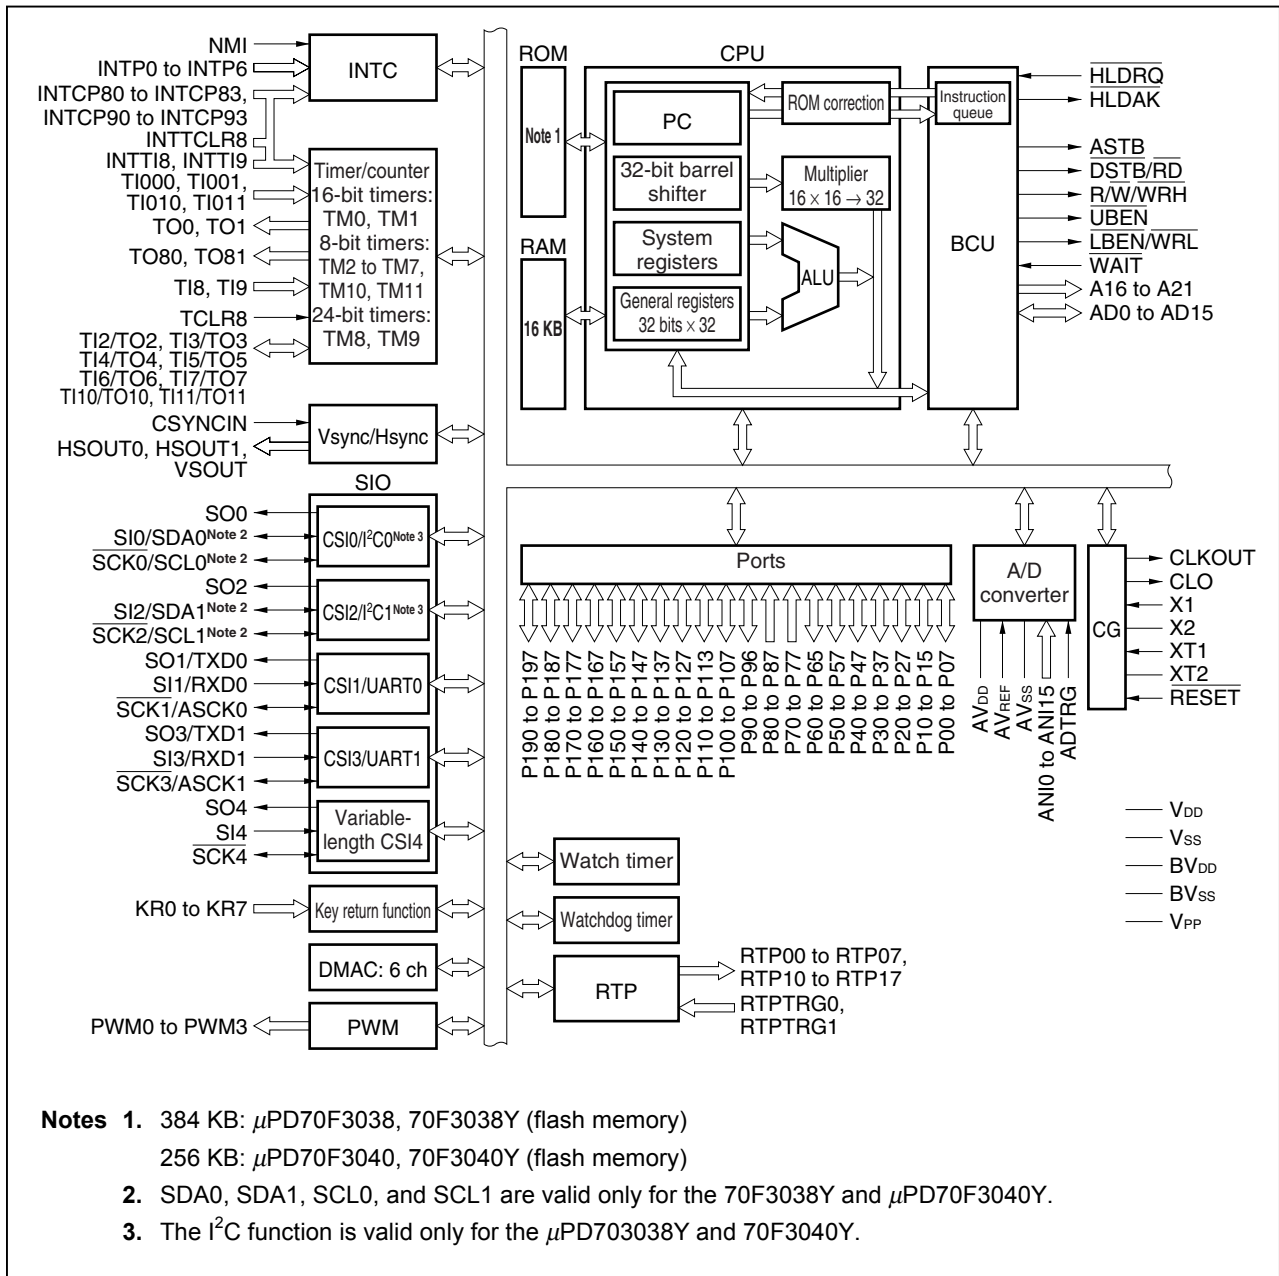 NMI
INTP0 to INTP6
INTCP80 to INTCP83,
INTCP90 to INTCP93
INTTCLR8
INTTI8, INTTI9
TI000, TI001,
TI010, TI011
TO0, TO1
TO80, TO81
TI8, TI9
TCLR8
TI2/TO2, TI3/TO3
TI4/TO4, TI5/TO5
TI6/TO6, TI7/TO7
TI10/TO10, TI11/TO11
CSYNCIN
HSOUT0, HSOUT1,
VSOUT
INTC
Timer/counter
16-bit timers:
TM0, TM1
8-bit timers:
TM2 to TM7,
TM10, TM11
24-bit timers:
TM8, TM9
Vsync/Hsync
SIO
SO0
SI0/SDA0 Note 2
SCK0/SCL0 Note 2
CSI0/I²C0 Note 3
SO2
SI2/SDA1 Note 2
SCK2/SCL1 Note 2
CSI2/I²C1 Note 3
SO1/TXD0
SI1/RXD0
SCK1/ASCK0
CSI1/UART0
SO3/TXD1
SI3/RXD1
SCK3/ASCK1
CSI3/UART1
SO4
SI4
SCK4
Variable-
length CSI4
KR0 to KR7
Key return function
DMAC: 6 ch
PWM0 to PWM3
PWM
ROM
Note 1
RAM
16 KB
CPU
PC
32-bit barrel
shifter
System
registers
General registers
32 bits × 32
ROM correction
Multiplier
16 × 16 → 32
ALU
Instruction
queue
BCU
HLDRQ
HLDAK
ASTB
DSTB/RD
R/W/WRH
UBEN
LBEN/WRL
WAIT
A16 to A21
AD0 to AD15
Ports
P190 to P197
P180 to P187
P170 to P177
P160 to P167
P150 to P157
P140 to P147
P130 to P137
P120 to P127
P110 to P113
P100 to P107
P90 to P96
P80 to P87
P70 to P77
P60 to P65
P50 to P57
P40 to P47
P30 to P37
P20 to P27
P10 to P15
P00 to P07
A/D
converter
AVDD
AVREF
AVSS
ANI0 to ANI15
ADTRG
CG
CLKOUT
CLO
X1
X2
XT1
XT2
RESET
VDD
VSS
BVDD
BVSS
VPP
Watch timer
Watchdog timer
RTP
RTP00 to RTP07,
RTP10 to RTP17
RTPTRG0,
RTPTRG1
Notes 1. 384 KB: μPD70F3038, 70F3038Y (flash memory)
256 KB: μPD70F3040, 70F3040Y (flash memory)
2. SDA0, SDA1, SCL0, and SCL1 are valid only for the 70F3038Y and μPD70F3040Y.
3. The I²C function is valid only for the μPD703038Y and 70F3040Y.